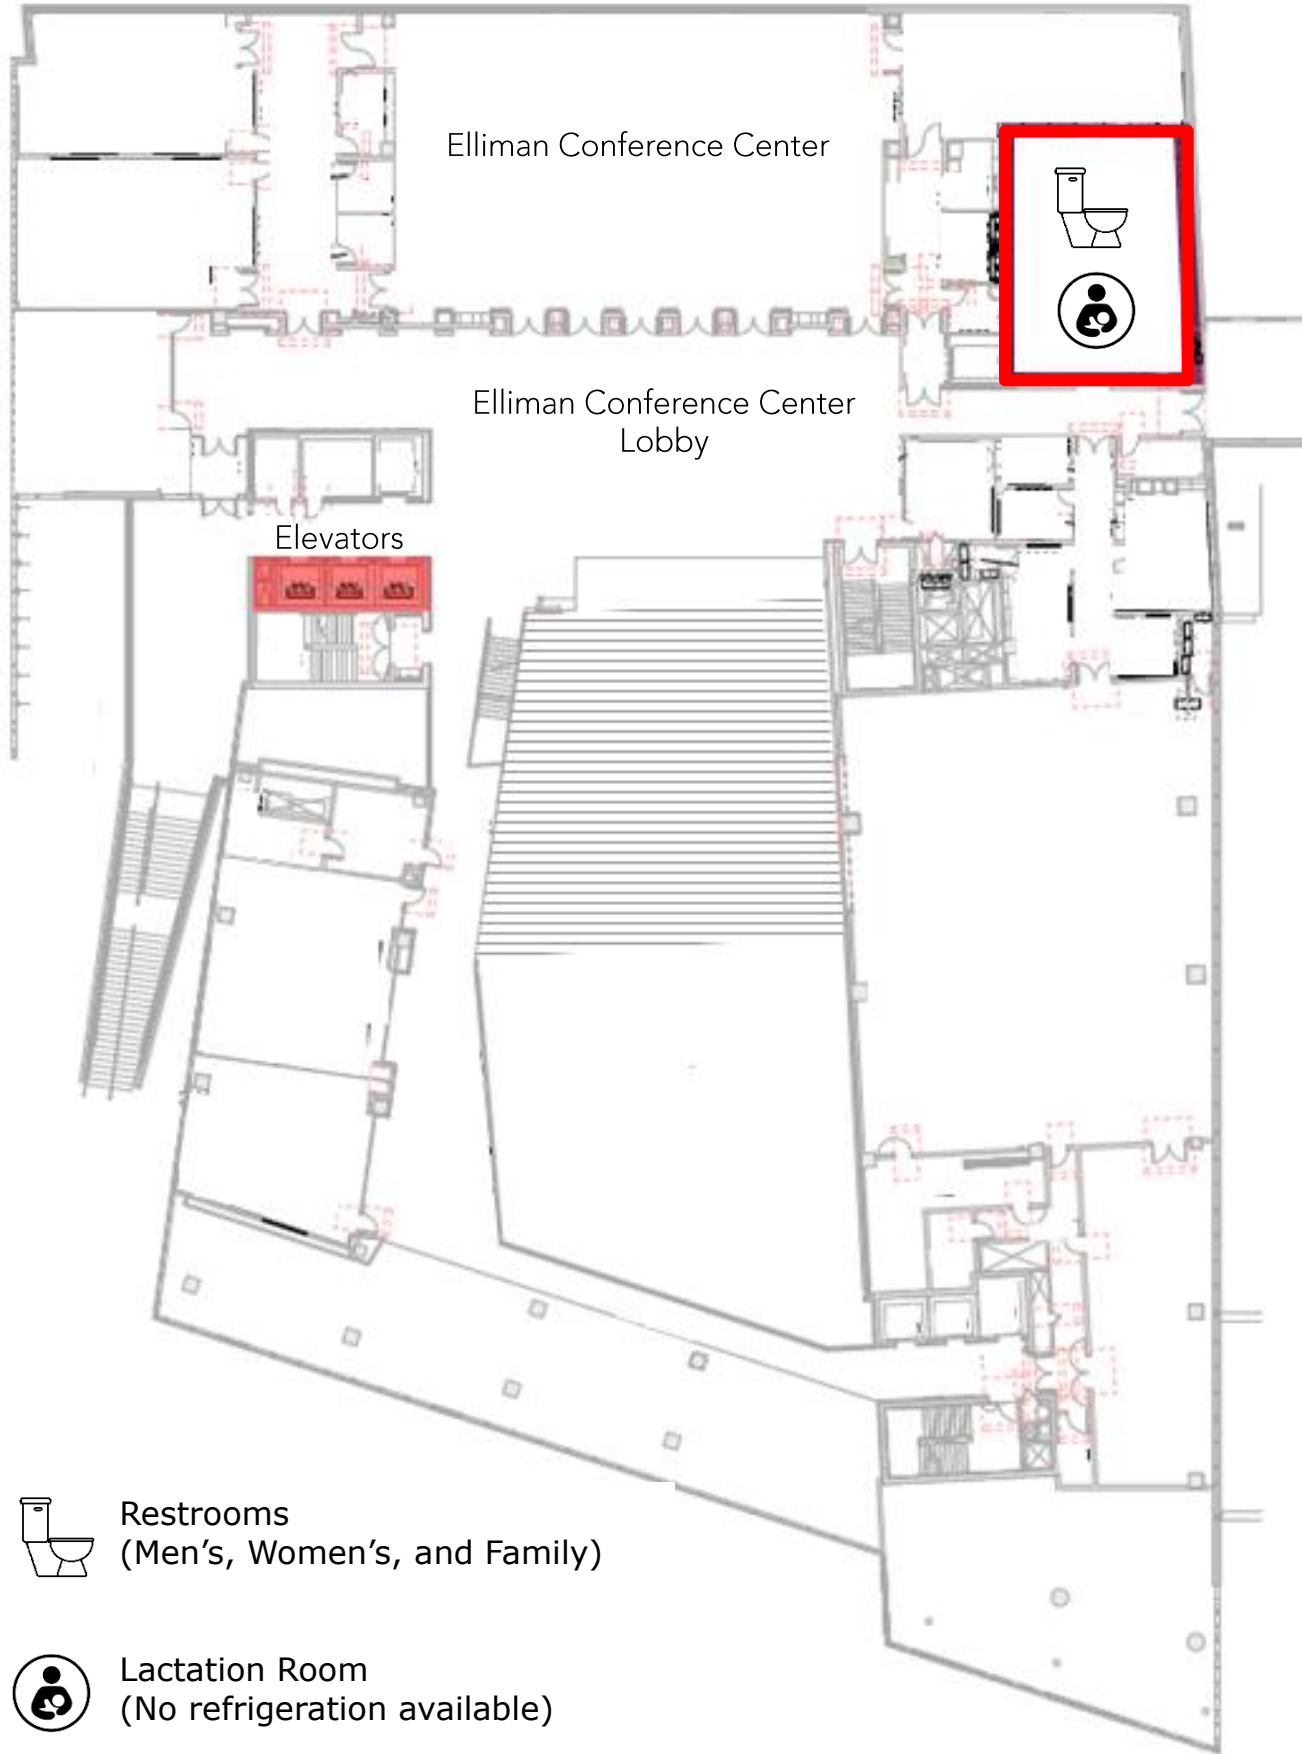 Elliman Conference Center
Elliman Conference Center
Lobby
Elevators
Restrooms
(Men’s, Women’s, and Family)
Lactation Room
(No refrigeration available)